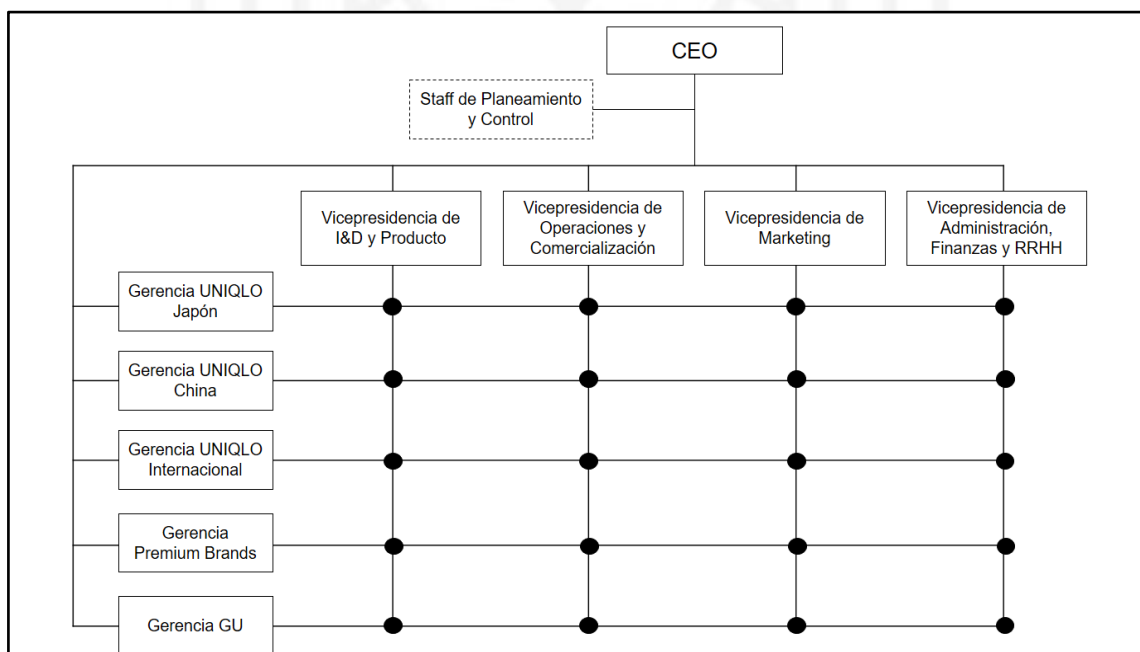 CEO
Staff de Planeamiento
y Control
Vicepresidencia de
I&D y Producto
Vicepresidencia de
Operaciones y
Comercialización
Vicepresidencia de
Marketing
Vicepresidencia de
Administración,
Finanzas y RRHH
Gerencia UNIQLO
Japón
Gerencia UNIQLO
China
Gerencia UNIQLO
Internacional
Gerencia
Premium Brands
Gerencia GU